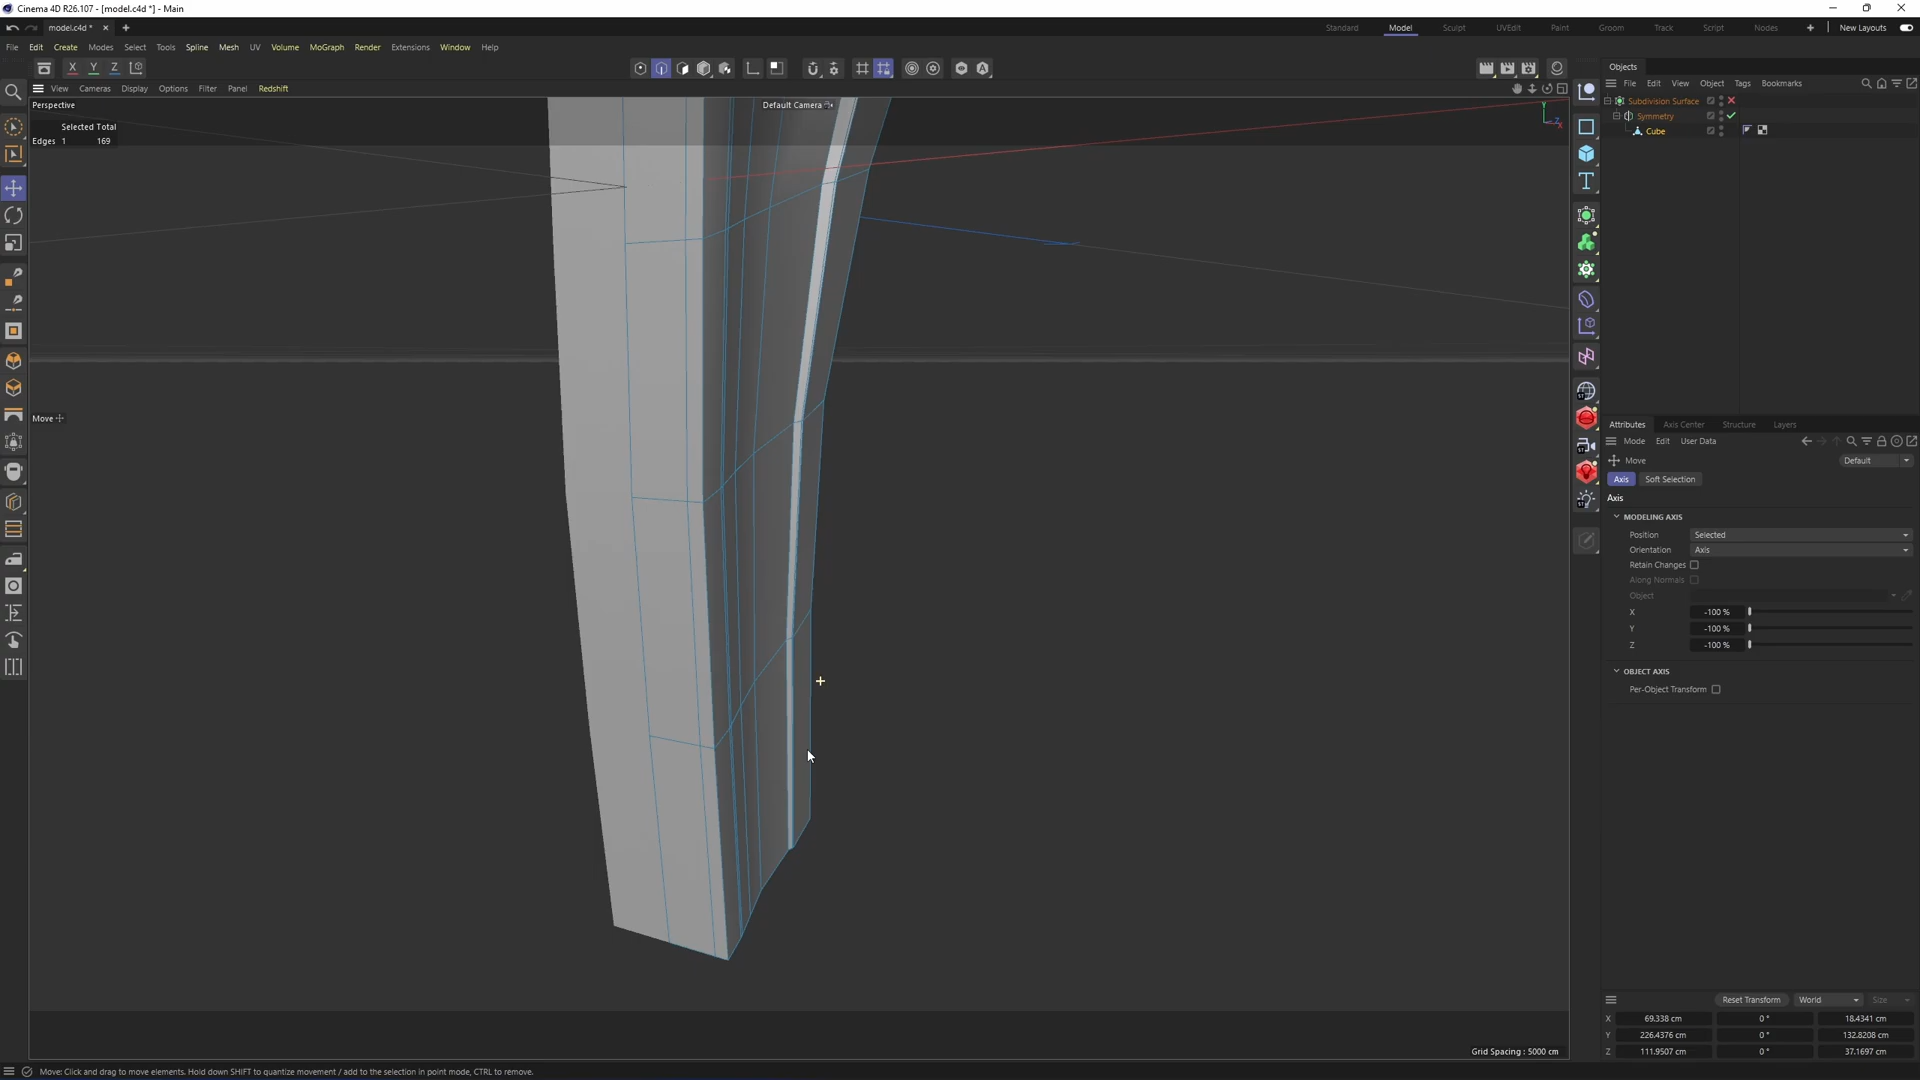 Cinema 4D R26.107 - [model.c4d *] - Main
model.c4d *
Standard
Model
Sculpt
UVEdit
Paint
Groom
Track
Script
Nodes
New Layouts
File Edit Create Modes Select Tools Spline Mesh UV Volume MoGraph Render Extensions Window Help
X Y Z
View Cameras Display Options Filter Panel Redshift
Perspective
Default Camera
Selected Total
Edges 1 169
Move
Grid Spacing : 5000 cm
Objects
File Edit View Object Tags Bookmarks
Subdivision Surface
Symmetry
Cube
Attributes Axis Center Structure Layers
Mode Edit User Data
Move
Default
Axis Soft Selection
Axis
MODELING AXIS
Position Selected
Orientation Axis
Retain Changes
Along Normals
Object
X -100 %
Y -100 %
Z -100 %
OBJECT AXIS
Per-Object Transform
Reset Transform World Size
X 69.338 cm 0 ° 18.4341 cm
Y 226.4376 cm 0 ° 132.8208 cm
Z 111.9507 cm 0 ° 37.1697 cm
Move: Click and drag to move elements. Hold down SHIFT to quantize movement / add to the selection in point mode, CTRL to remove.